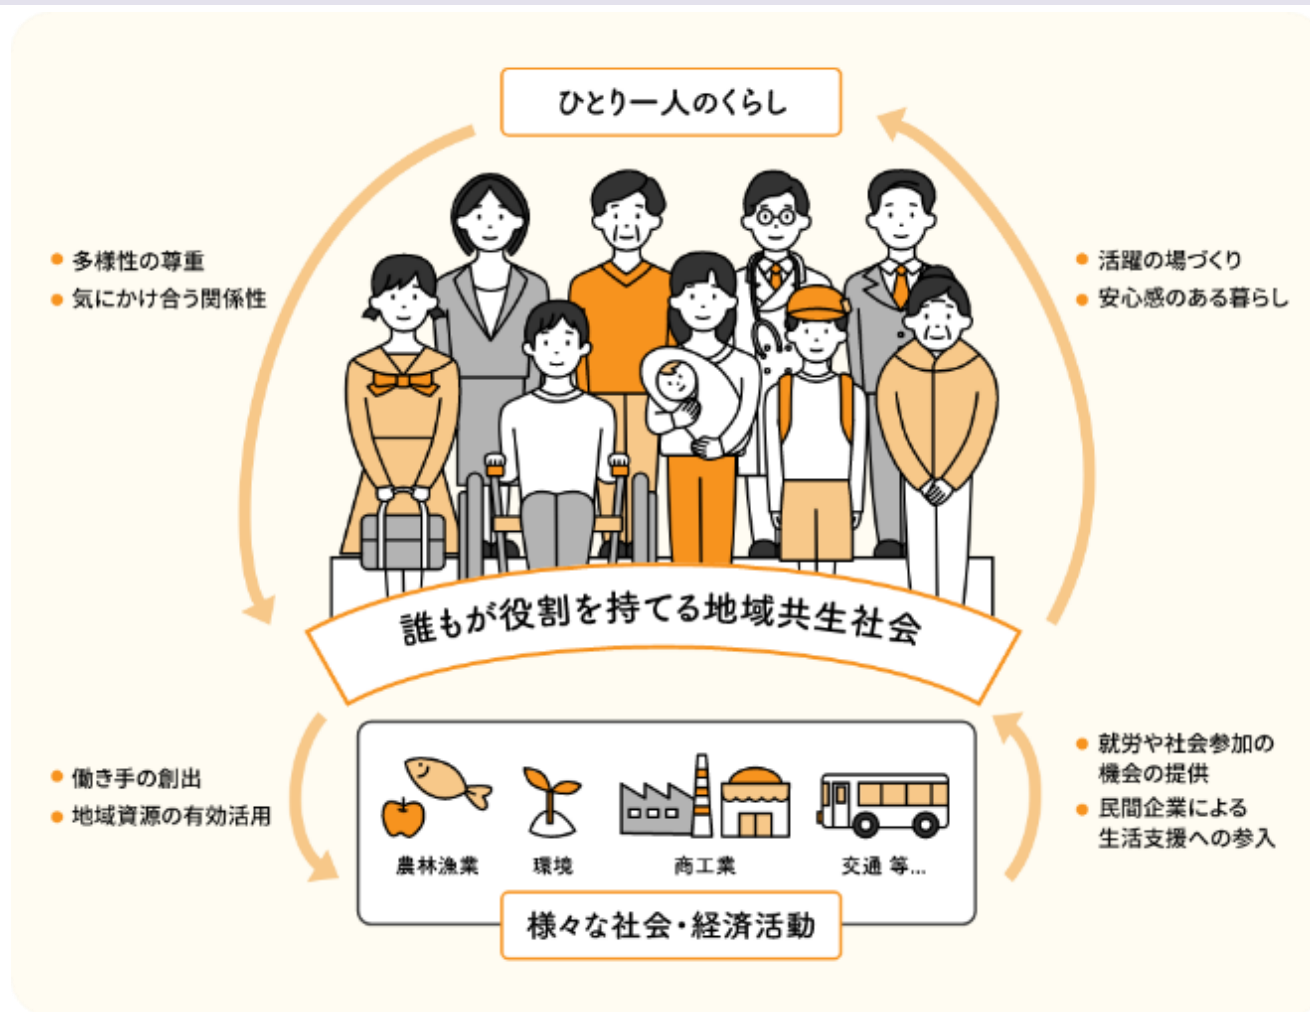 ひとり一人のくらし
多様性の尊重
気にかけ合う関係性
活躍の場づくり
安心感のある暮らし
誰もが役割を持てる地域共生社会
働き手の創出
地域資源の有効活用
就労や社会参加の
機会の提供
民間企業による
生活支援への参入
農林漁業 環境 商工業 交通 等...
様々な社会・経済活動